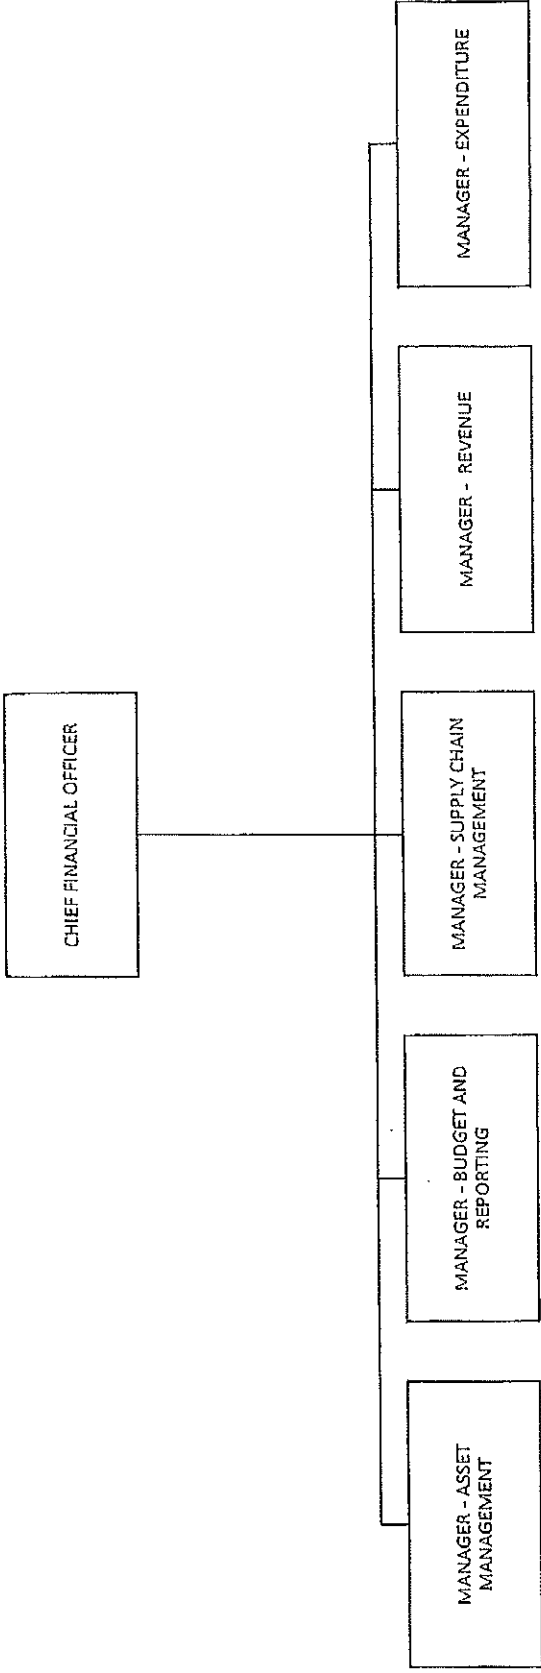 CHIEF FINANCIAL OFFICER
MANAGER - ASSET
MANAGEMENT
MANAGER - BUDGET AND
REPORTING
MANAGER - SUPPLY CHAIN
MANAGEMENT
MANAGER - REVENUE
MANAGER - EXPENDITURE